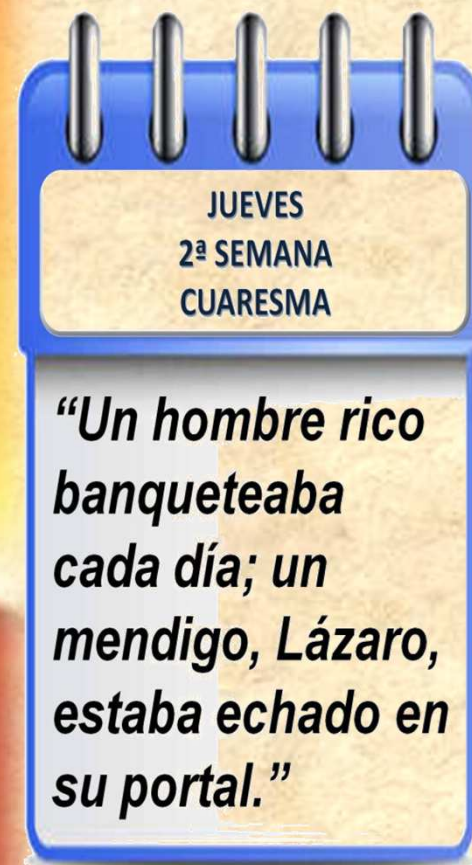 JUEVES
2ª SEMANA
CUARESMA
“Un hombre rico
banqueteaba
cada día; un
mendigo, Lázaro,
estaba echado en
su portal.”